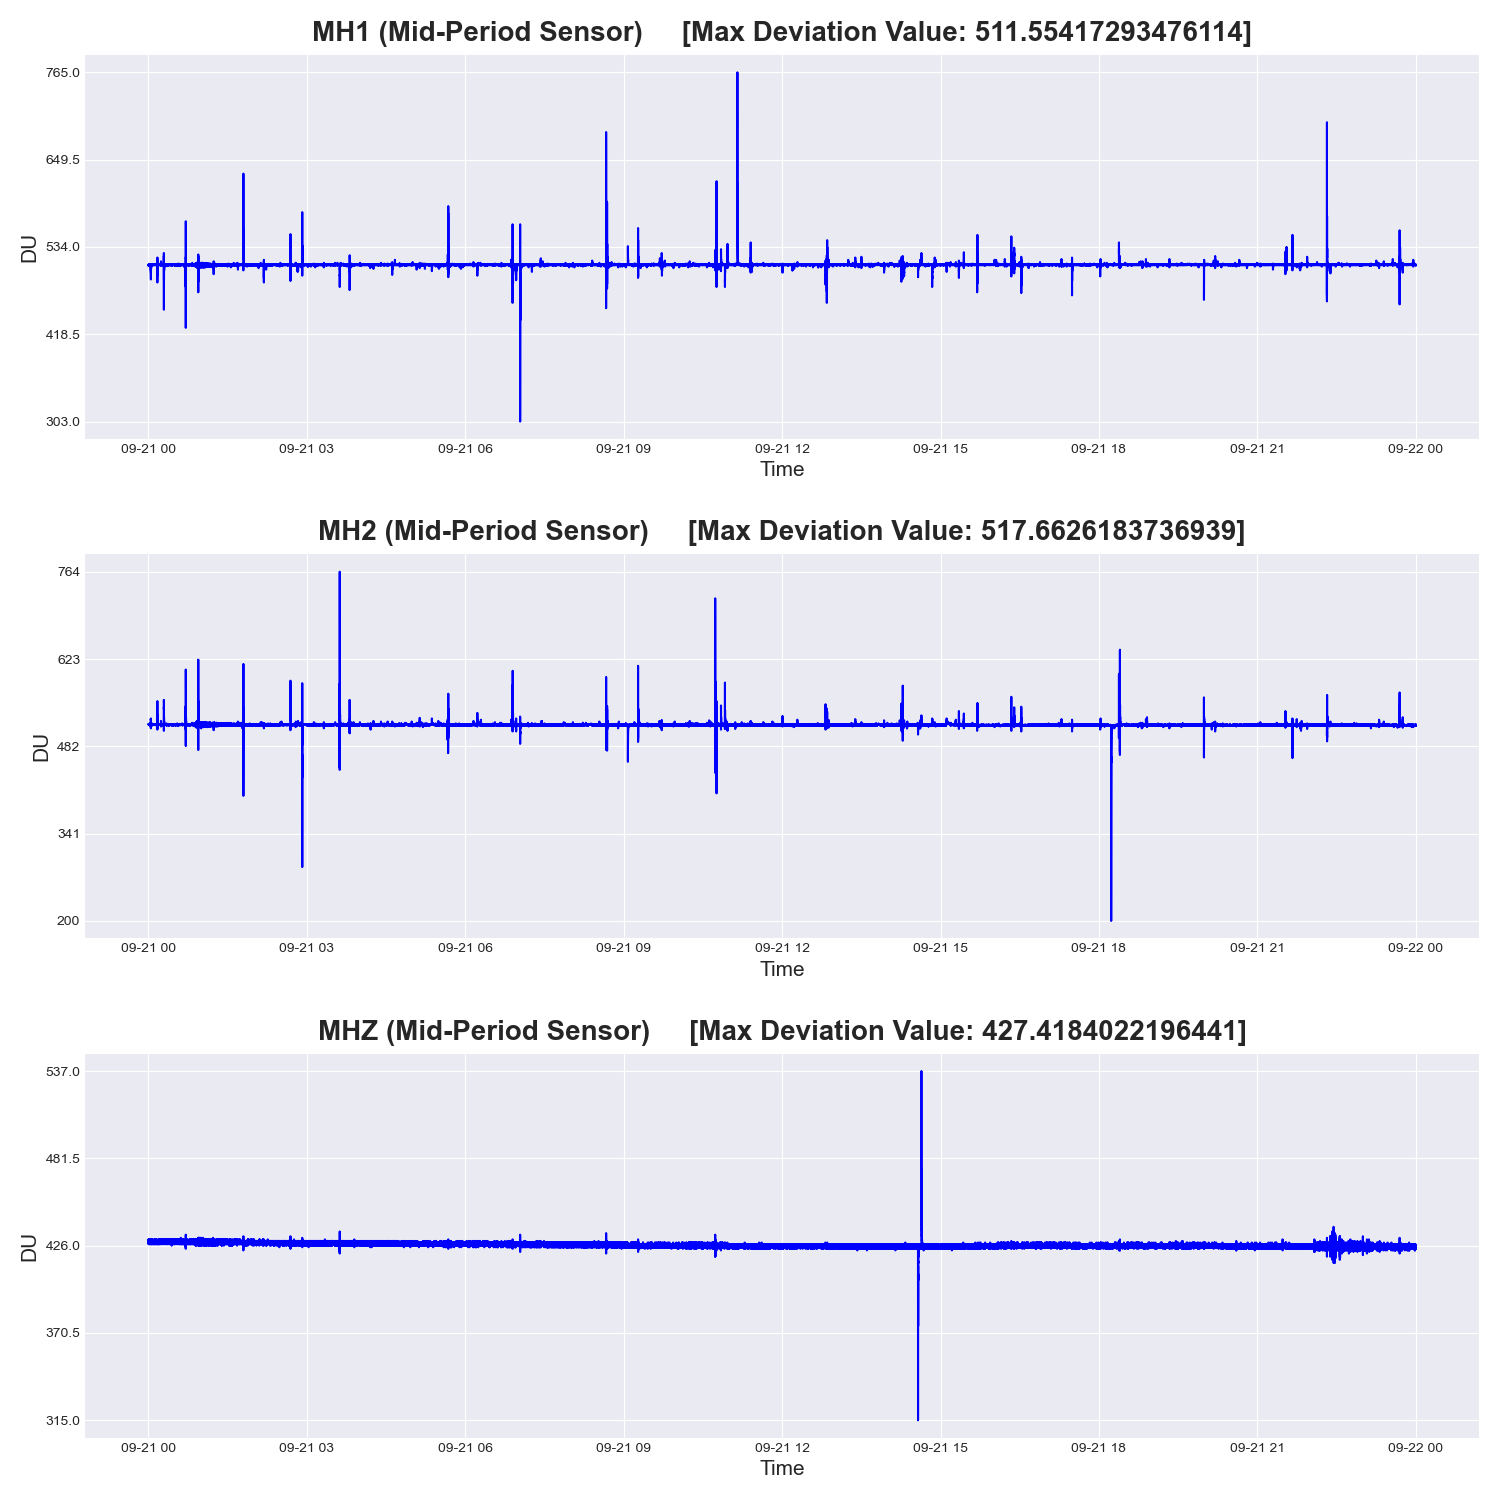 MH1 (Mid-Period Sensor) [Max Deviation Value: 511.55417293476114]
765.0
649.5
534.0
418.5
303.0
DU
09-21 00 09-21 03 09-21 06 09-21 09 09-21 12 09-21 15 09-21 18 09-21 21 09-22 00
Time
MH2 (Mid-Period Sensor) [Max Deviation Value: 517.6626183736939]
764
623
482
341
200
DU
09-21 00 09-21 03 09-21 06 09-21 09 09-21 12 09-21 15 09-21 18 09-21 21 09-22 00
Time
MHZ (Mid-Period Sensor) [Max Deviation Value: 427.4184022196441]
537.0
481.5
426.0
370.5
315.0
DU
09-21 00 09-21 03 09-21 06 09-21 09 09-21 12 09-21 15 09-21 18 09-21 21 09-22 00
Time